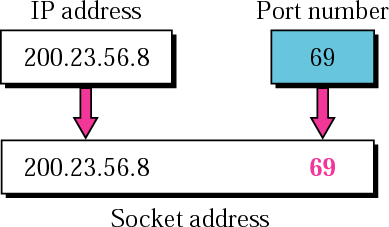 IP address Port number
200.23.56.8 69
200.23.56.8 69
Socket address